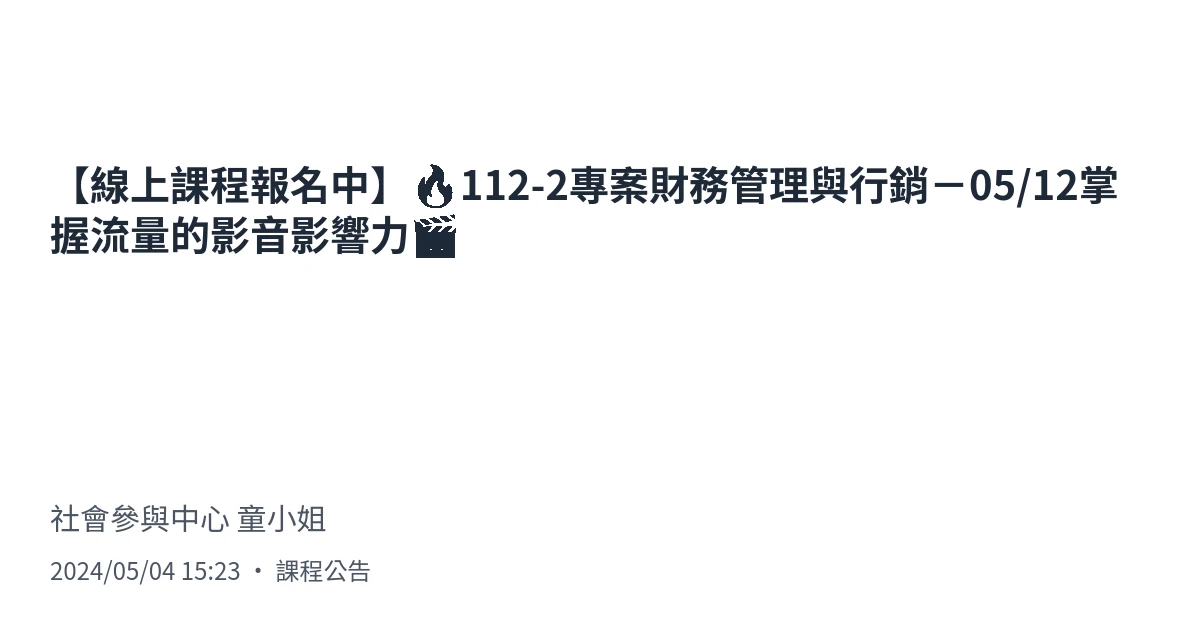 【線上課程報名中】🔥112-2專案財務管理與行銷－05/12掌
握流量的影音影響力🎬
社會參與中心 童小姐
2024/05/04 15:23 ・ 課程公告